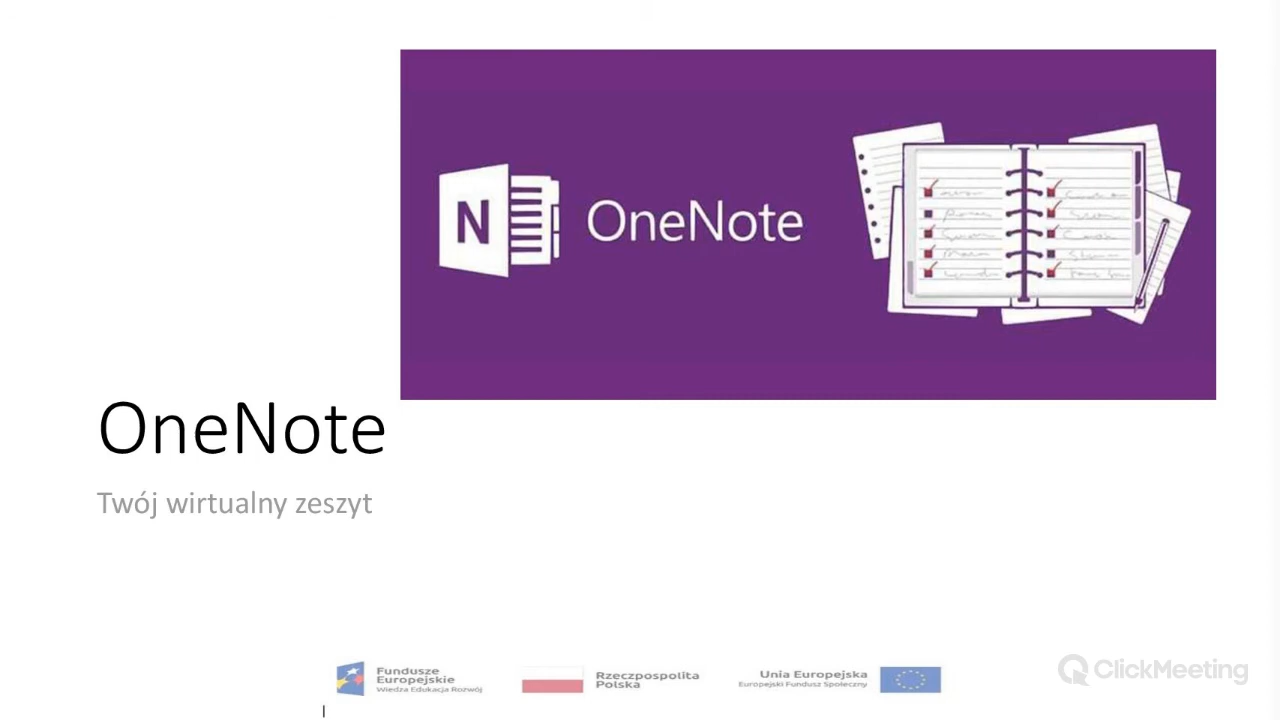 N
OneNote
OneNote
Twój wirtualny zeszyt
Fundusze
Europejskie
Wiedza Edukacja Rozwój
Rzeczpospolita
Polska
Unia Europejska
Europejski Fundusz Społeczny
ClickMeeting